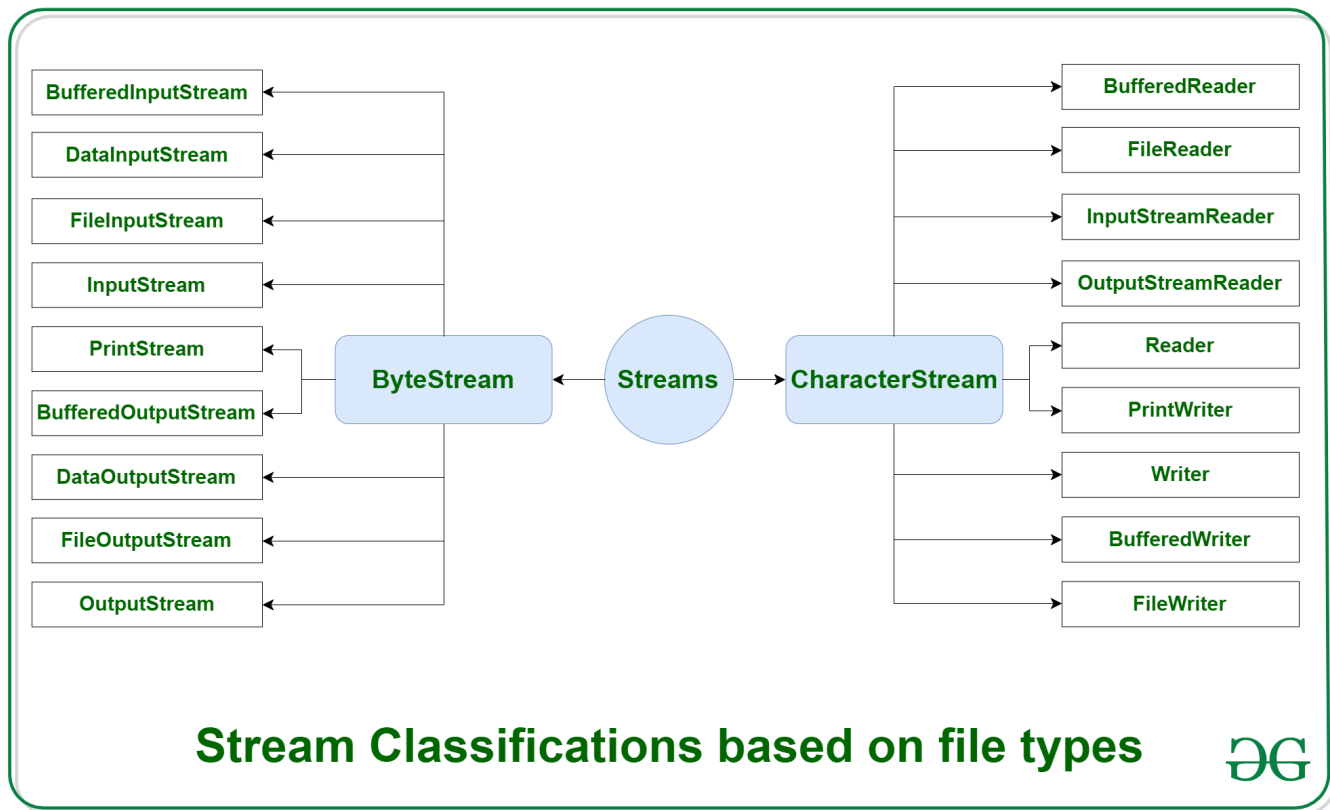 BufferedInputStream
DataInputStream
FileInputStream
InputStream
PrintStream
BufferedOutputStream
DataOutputStream
FileOutputStream
OutputStream
ByteStream
Streams
CharacterStream
BufferedReader
FileReader
InputStreamReader
OutputStreamReader
Reader
PrintWriter
Writer
BufferedWriter
FileWriter
Stream Classifications based on file types